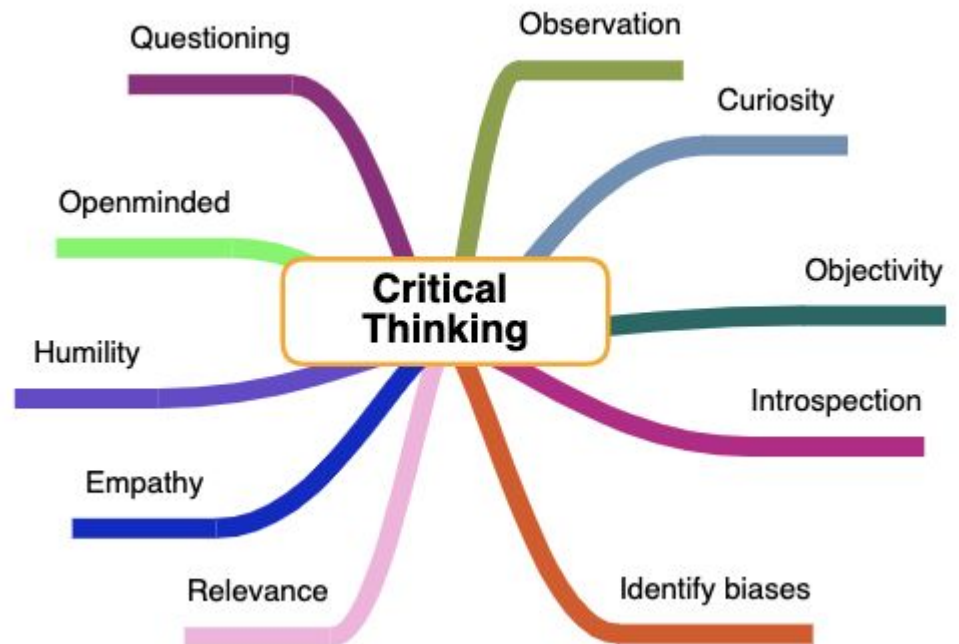 Questioning
Observation
Curiosity
Openminded
Objectivity
Critical
Thinking
Humility
Introspection
Empathy
Relevance
Identify biases